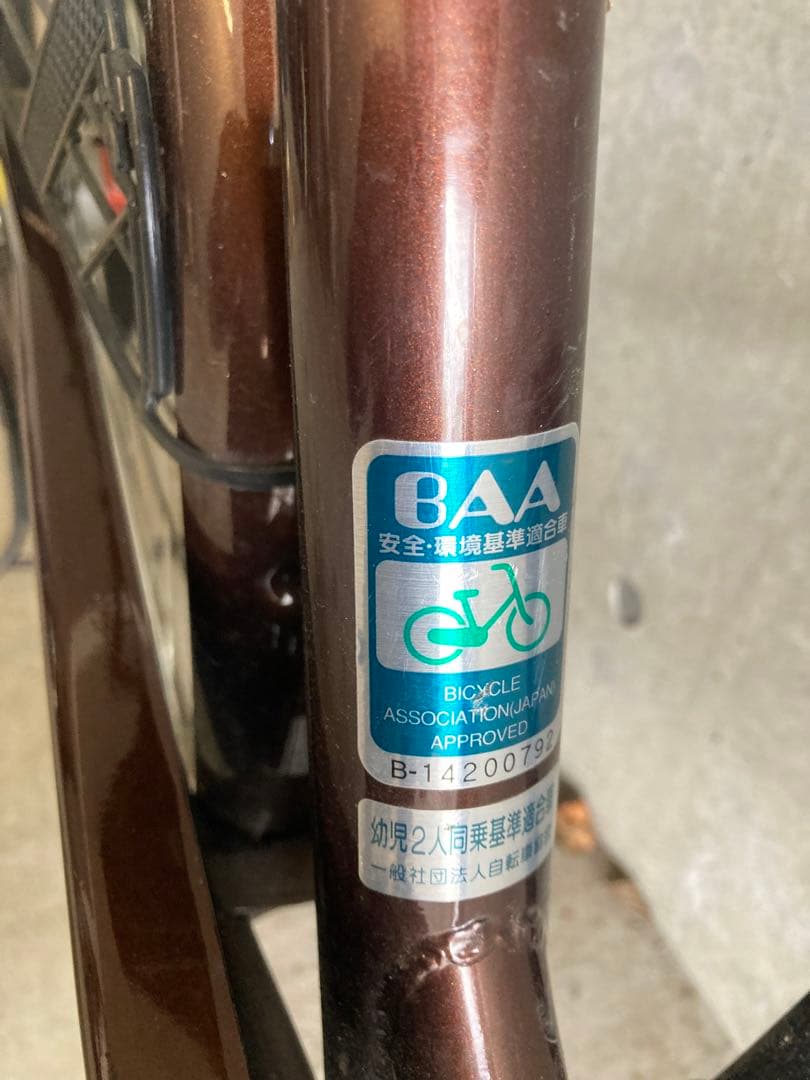 BAA
安全・環境基準適合車
BICYCLE
ASSOCIATION(JAPAN)
APPROVED
B-14200792
幼児2人同乗基準適合車
一般社団法人自転車